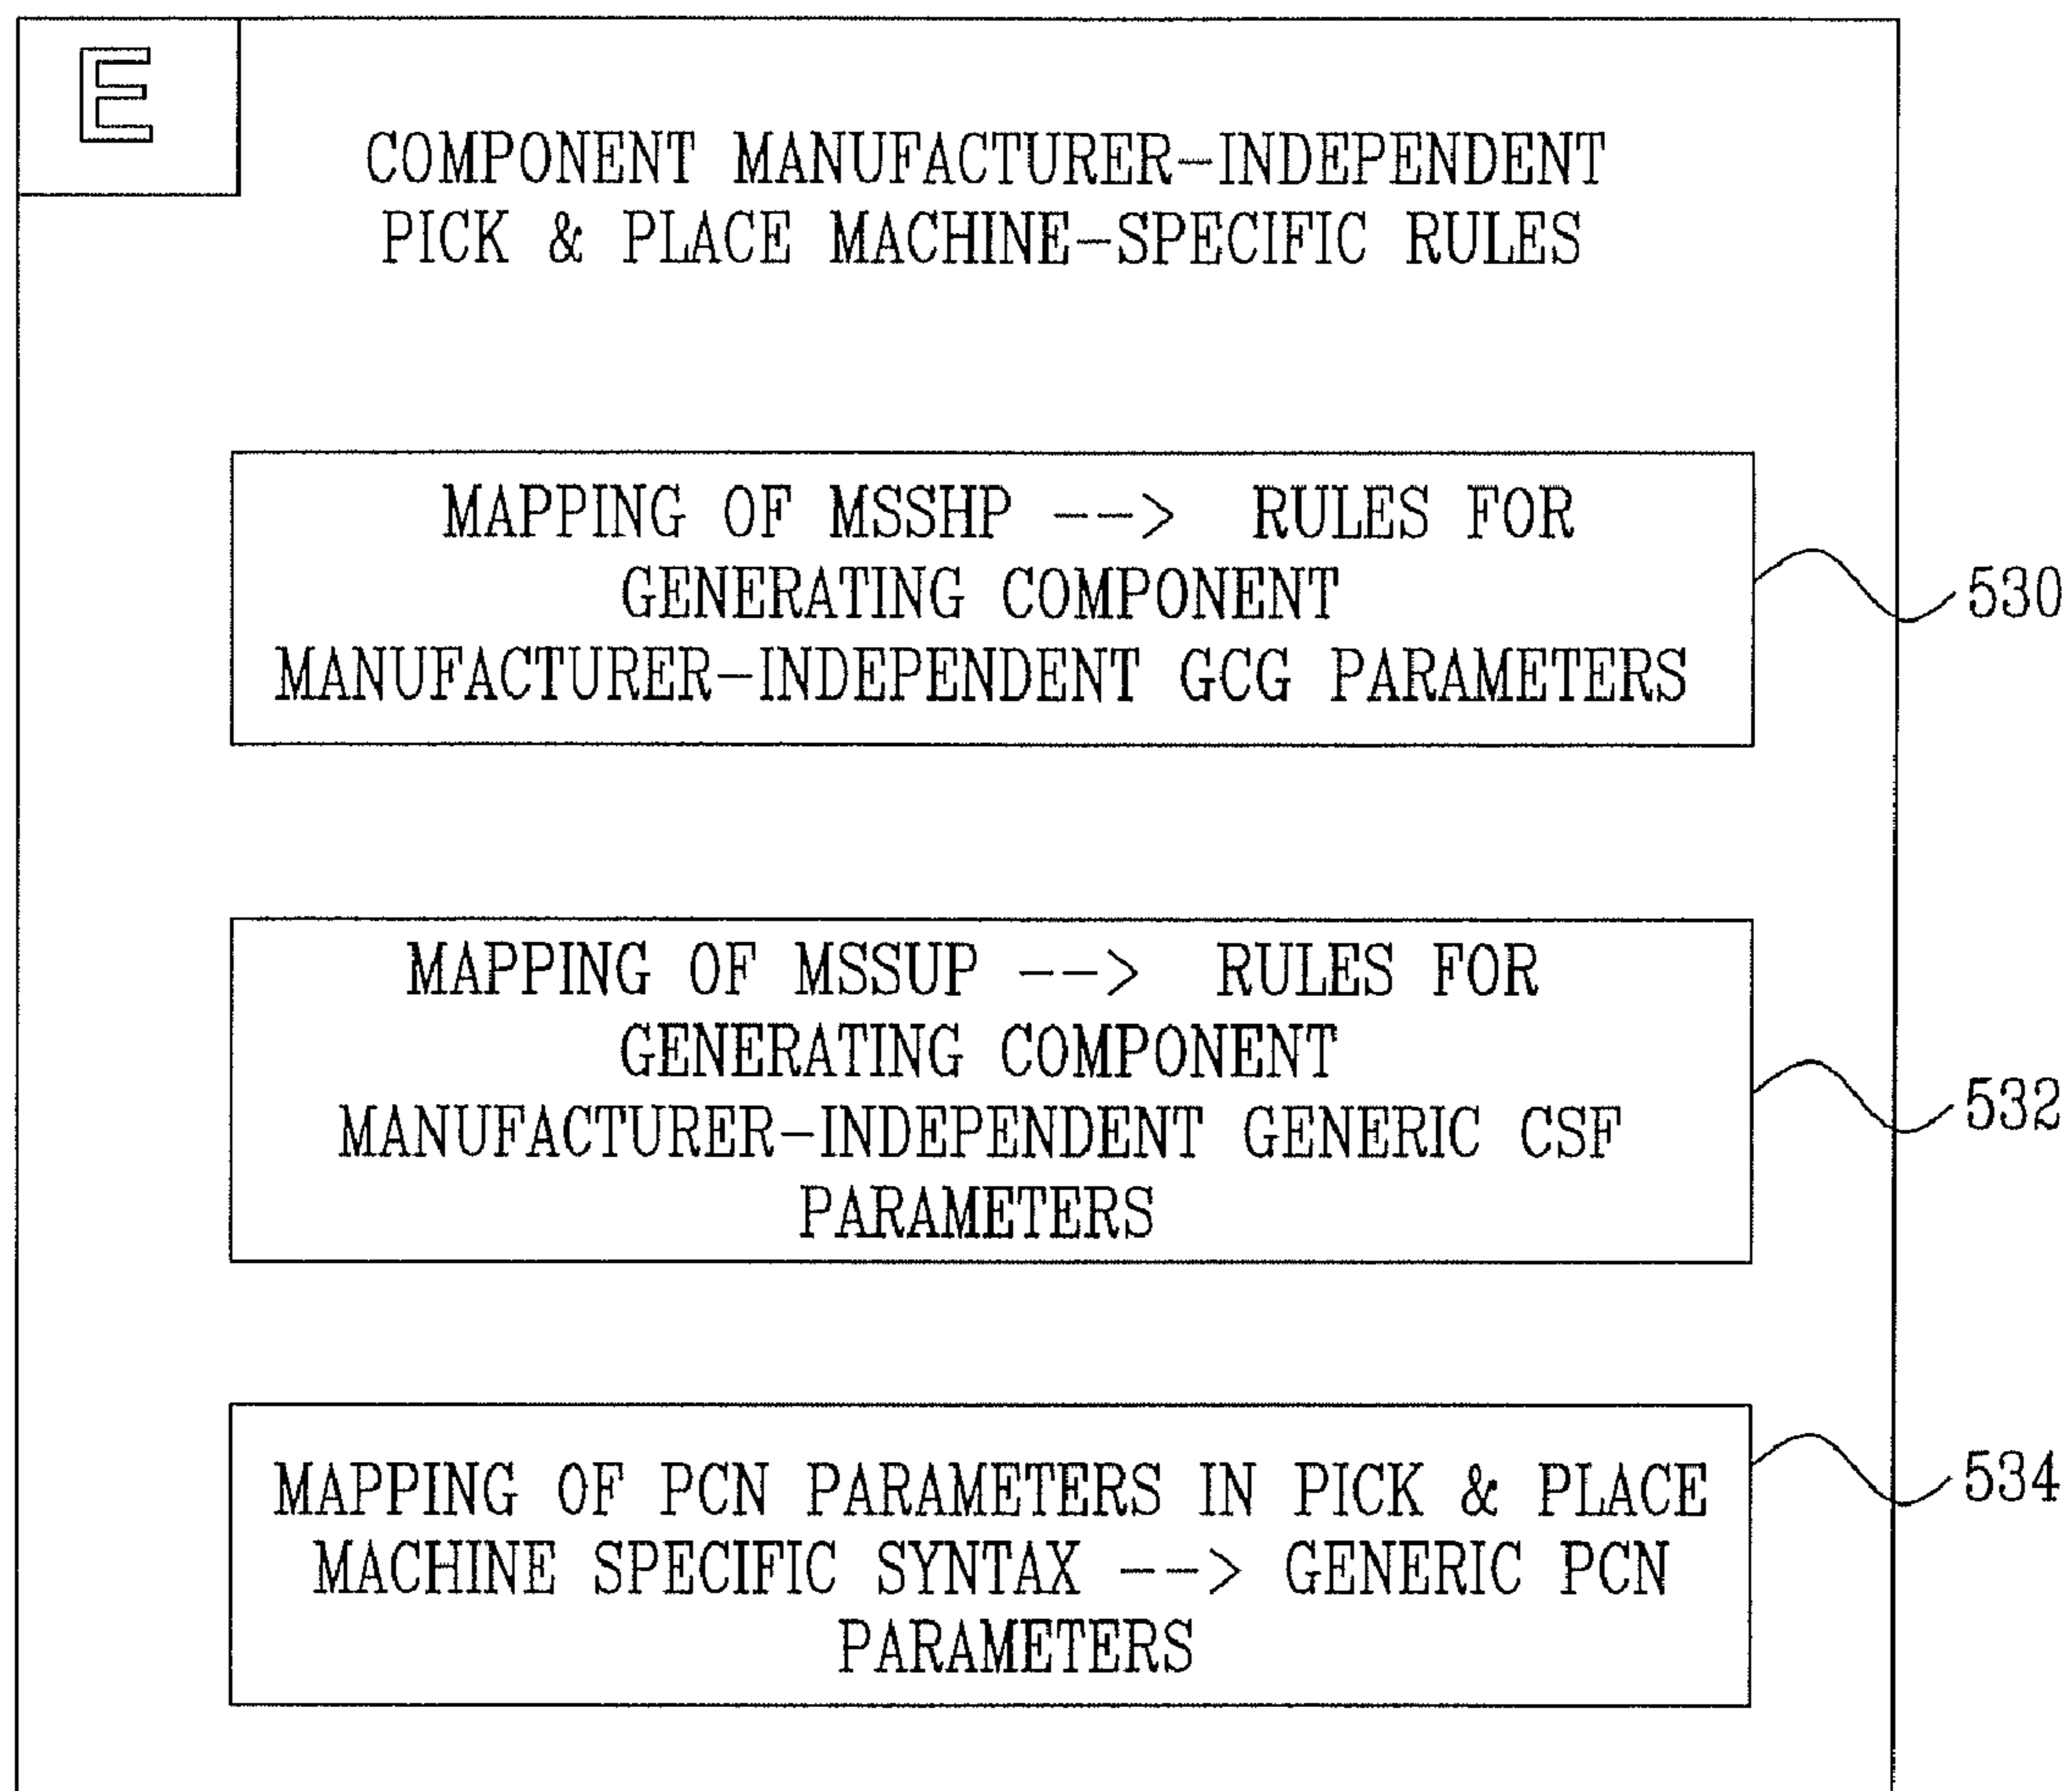 E
COMPONENT MANUFACTURER-INDEPENDENT
PICK & PLACE MACHINE-SPECIFIC RULES
MAPPING OF MSSHP --> RULES FOR
GENERATING COMPONENT
MANUFACTURER-INDEPENDENT GCG PARAMETERS
530
MAPPING OF MSSUP --> RULES FOR
GENERATING COMPONENT
MANUFACTURER-INDEPENDENT GENERIC CSF
PARAMETERS
532
MAPPING OF PCN PARAMETERS IN PICK & PLACE
MACHINE SPECIFIC SYNTAX --> GENERIC PCN
PARAMETERS
534